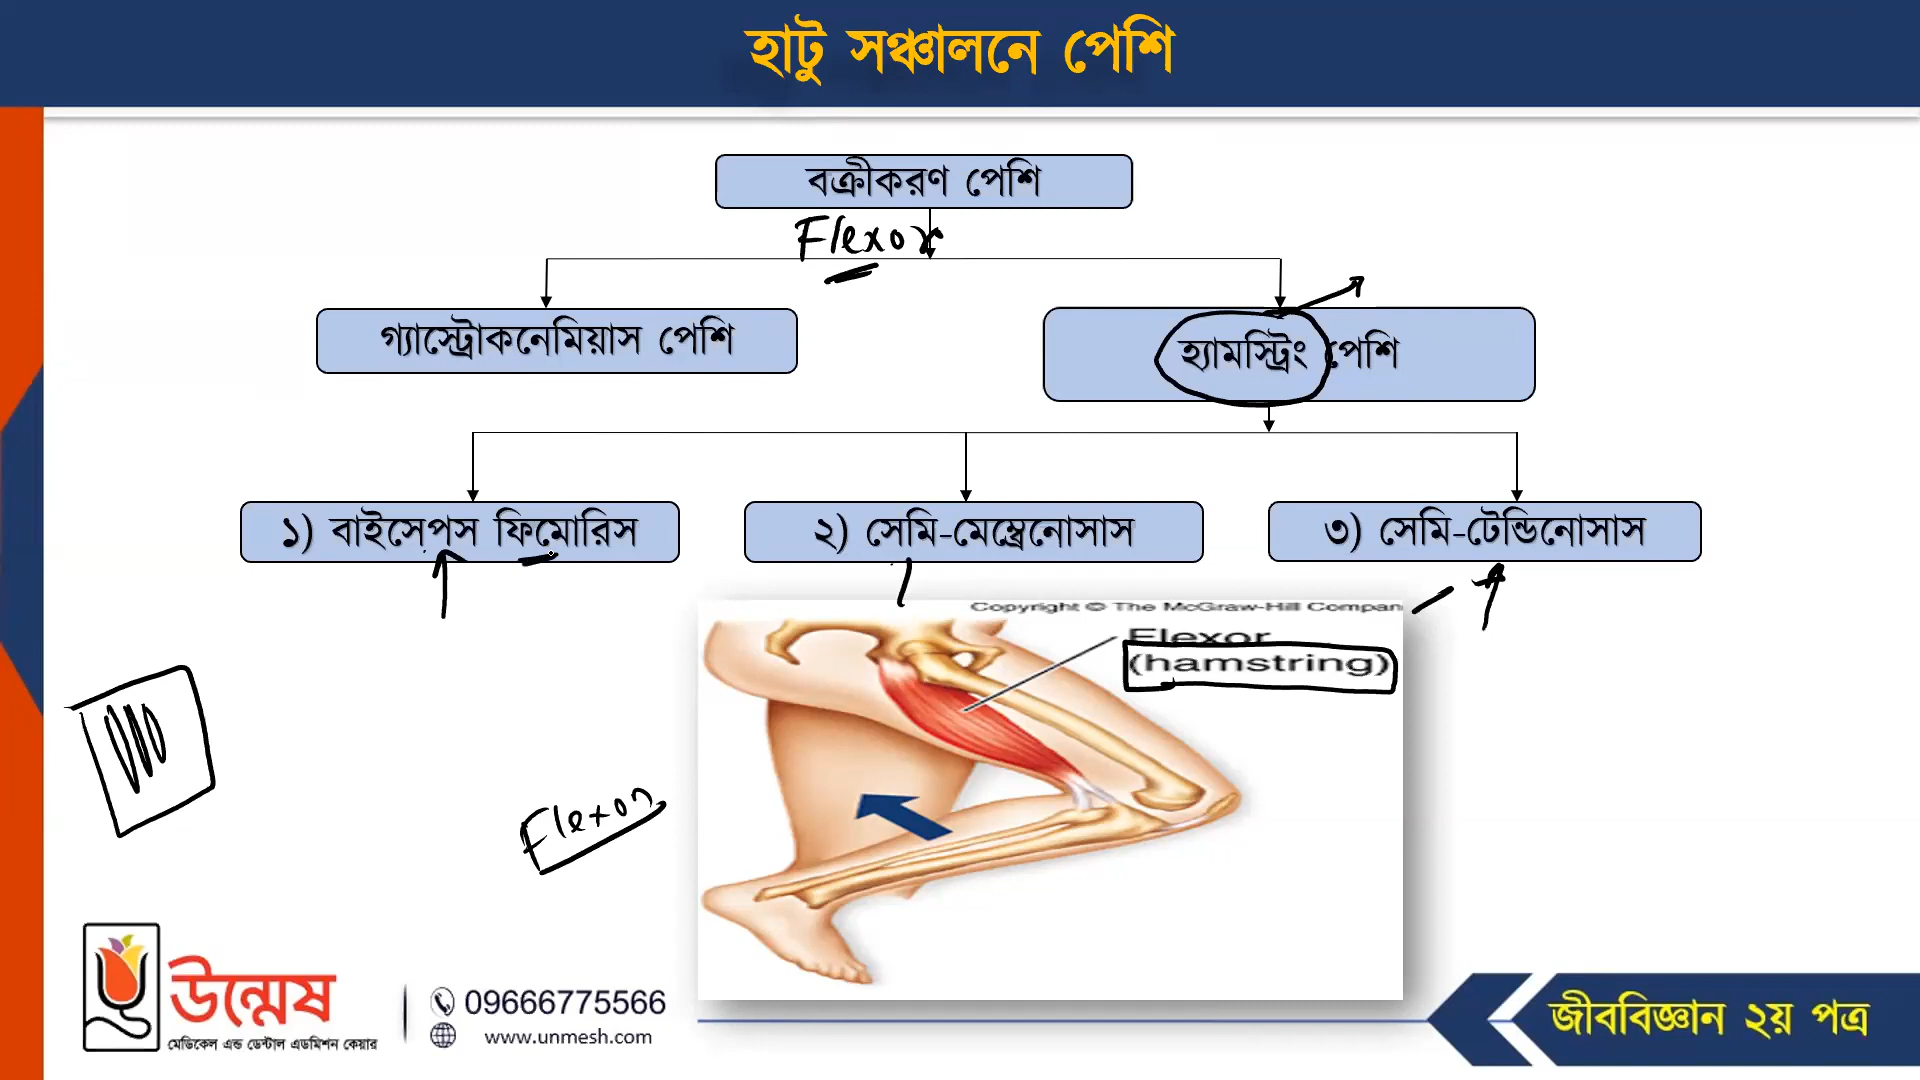 হাটু সঞ্চালনে পেশি
বক্রীকরণ পেশি
Flexor
গ্যাস্ট্রোকনেমিয়াস পেশি
হ্যামস্ট্রিং পেশি
১) বাইসেপস ফিমোরিস
২) সেমি-মেম্ব্রেনোসাস
৩) সেমি-টেন্ডিনোসাস
Copyright © The McGraw-Hill Compan
Flexor
(hamstring)
Flexor
উন্মেষ
মেডিকেল এন্ড ডেন্টাল এডমিশন কেয়ার
09666775566
www.unmesh.com
জীববিজ্ঞান ২য় পত্র